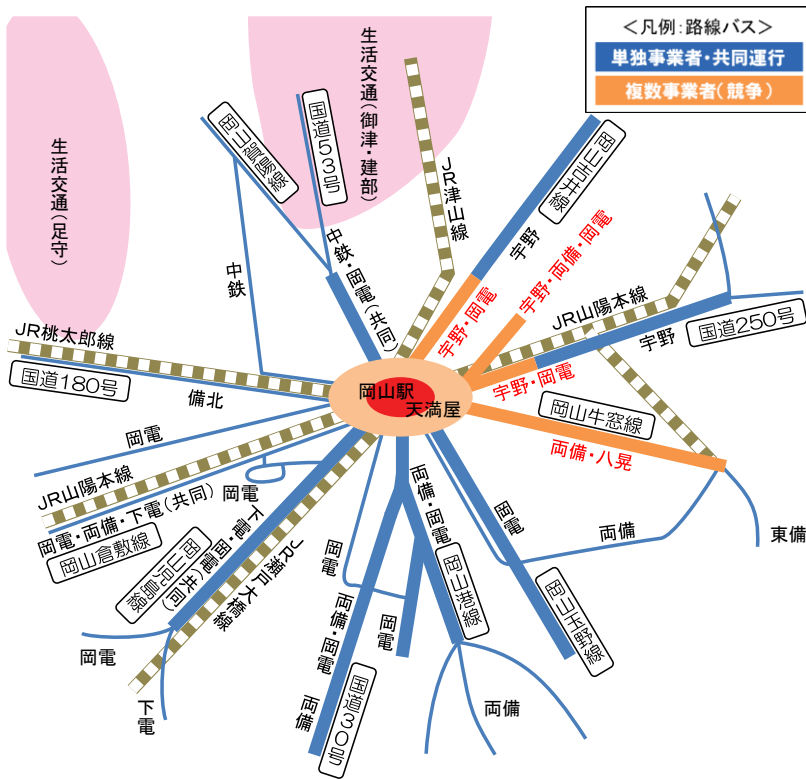 ＜凡例：路線バス＞
単独事業者・共同運行
複数事業者（競争）
生活交通（足守）
生活交通（御津・建部）
岡山賀陽線
国道53号
JR津山線
岡山吉井線
宇野
宇野・岡電
宇野・両備・岡電
中鉄
中鉄・岡電（共同）
JR山陽本線
宇野
国道250号
宇野・岡電
JR桃太郎線
国道180号
備北
岡山駅
天満屋
岡山牛窓線
両備・八晃
岡電
JR山陽本線
岡電・両備・下電（共同）
岡山倉敷線
岡電
下電・岡電（共同）
岡山児島線
JR瀬戸大橋線
岡電
下電
岡電
両備・岡電
両備
国道30号
両備・岡電
岡電
岡山港線
岡電
岡山玉野線
両備
両備
東備